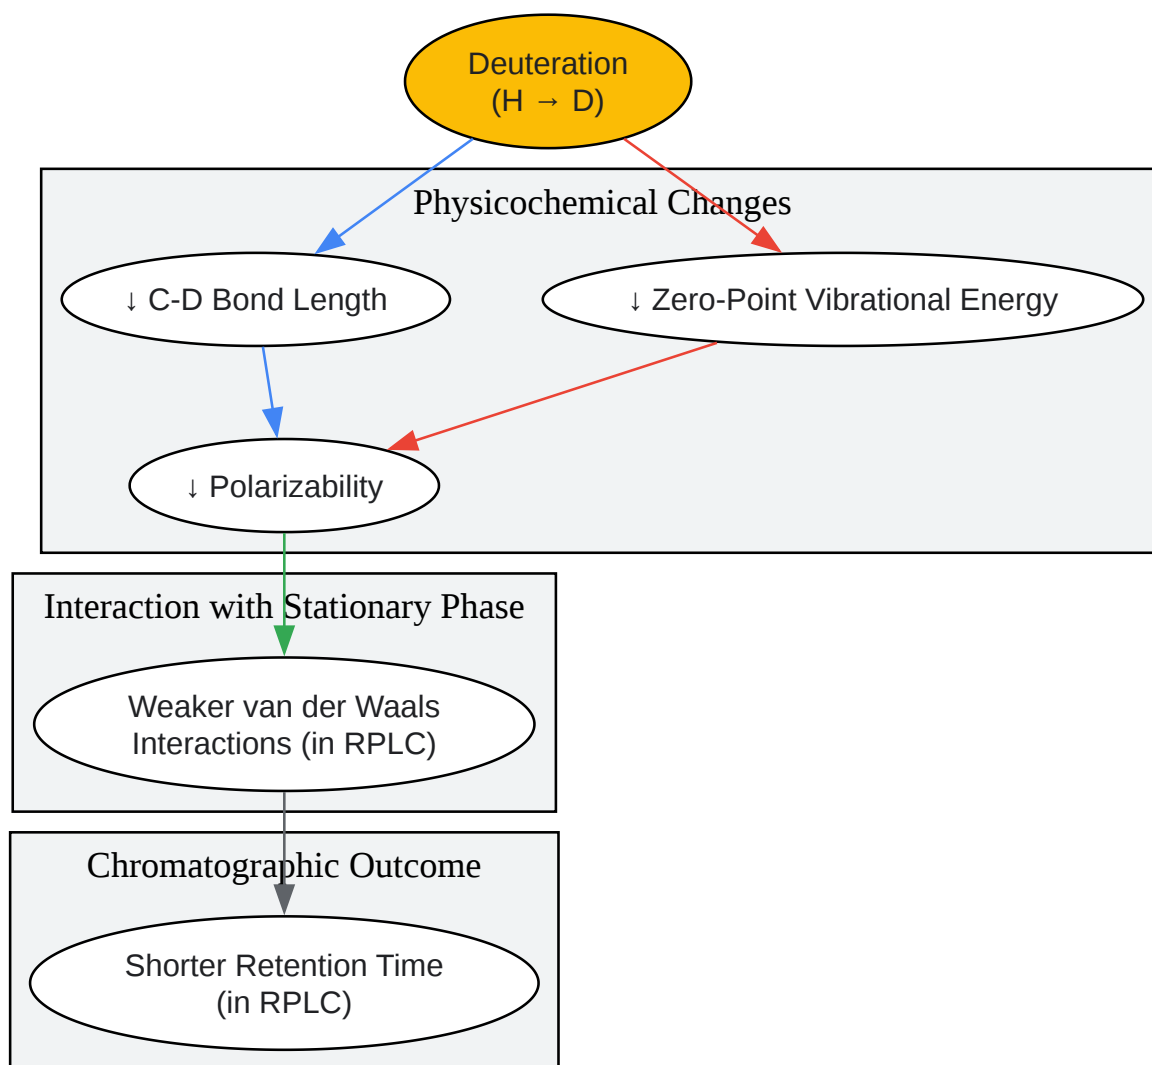 Deuteration
(H → D)
Physicochemical Changes
↓ C-D Bond Length
↓ Zero-Point Vibrational Energy
↓ Polarizability
Interaction with Stationary Phase
Weaker van der Waals
Interactions (in RPLC)
Chromatographic Outcome
Shorter Retention Time
(in RPLC)